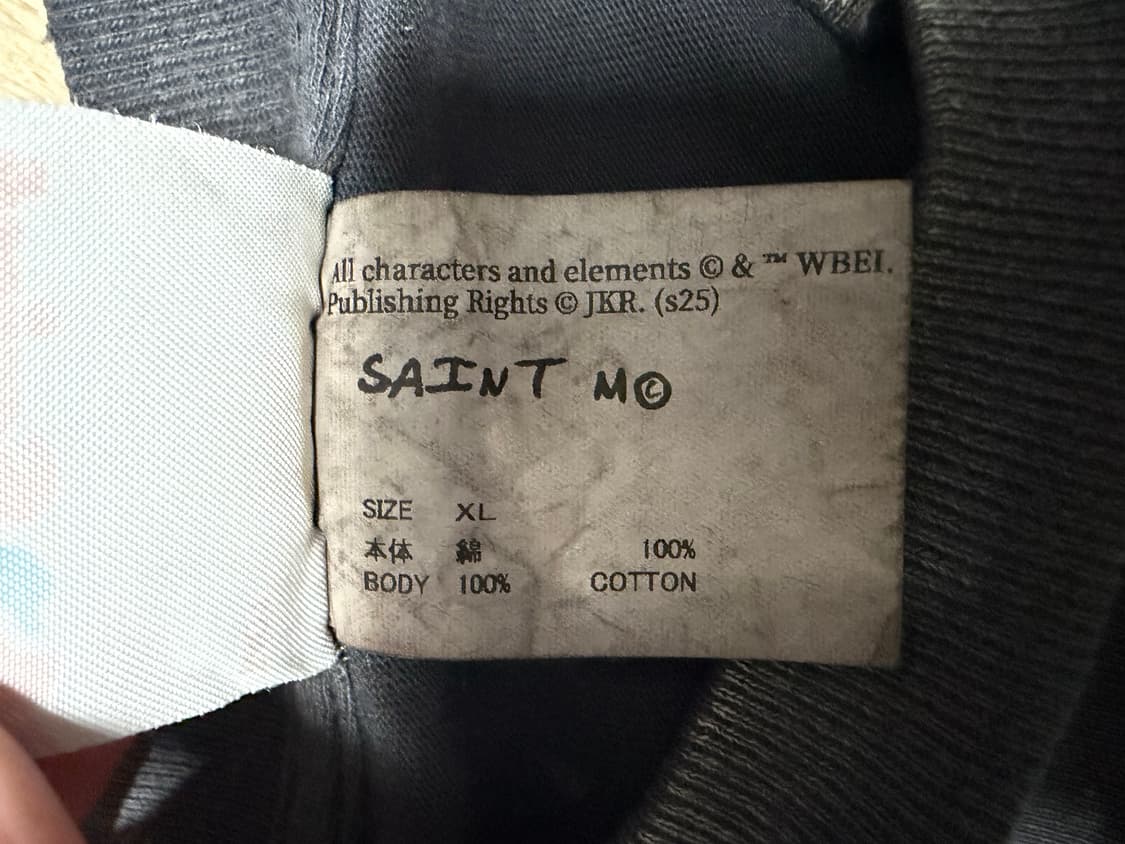 All characters and elements © & ™ WBEI.
Publishing Rights © JKR. (s25)
SAINT M©
SIZE XL
本体 綿 100%
BODY 100% COTTON